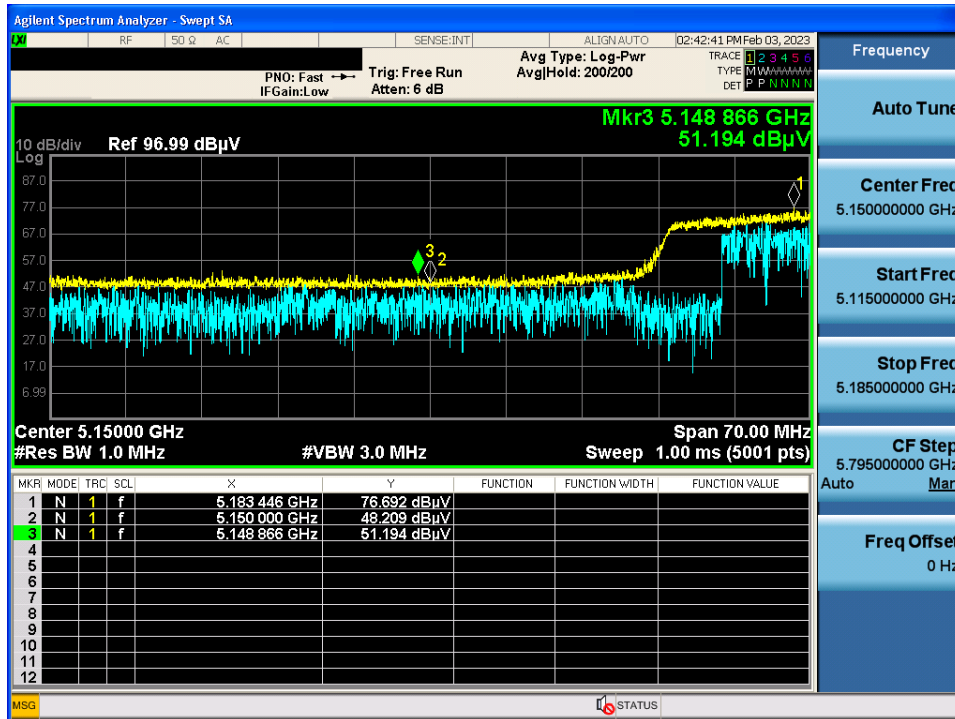 Agilent Spectrum Analyzer - Swept SA
LXI RF 50 Ω AC SENSE:INT ALIGN AUTO 02:42:41 PM Feb 03, 2023
PNO: Fast Trig: Free Run Avg Type: Log-Pwr TRACE 1 2 3 4 5 6
IFGain:Low Atten: 6 dB Avg|Hold: 200/200 TYPE M W W W W W
DET P P N N N N
Mkr3 5.148 866 GHz
51.194 dBµV
10 dB/div Ref 96.99 dBµV
Log
87.0
77.0
67.0
57.0
47.0
37.0
27.0
17.0
6.99
1
3
2
Center 5.15000 GHz Span 70.00 MHz
#Res BW 1.0 MHz #VBW 3.0 MHz Sweep 1.00 ms (5001 pts)
MKR MODE TRC SCL X Y FUNCTION FUNCTION WIDTH FUNCTION VALUE
1 N 1 f 5.183 446 GHz 76.692 dBµV
2 N 1 f 5.150 000 GHz 48.209 dBµV
3 N 1 f 5.148 866 GHz 51.194 dBµV
4
5
6
7
8
9
10
11
12
MSG STATUS
Frequency
Auto Tune
Center Freq
5.150000000 GHz
Start Freq
5.115000000 GHz
Stop Freq
5.185000000 GHz
CF Step
5.795000000 GHz
Auto Man
Freq Offset
0 Hz